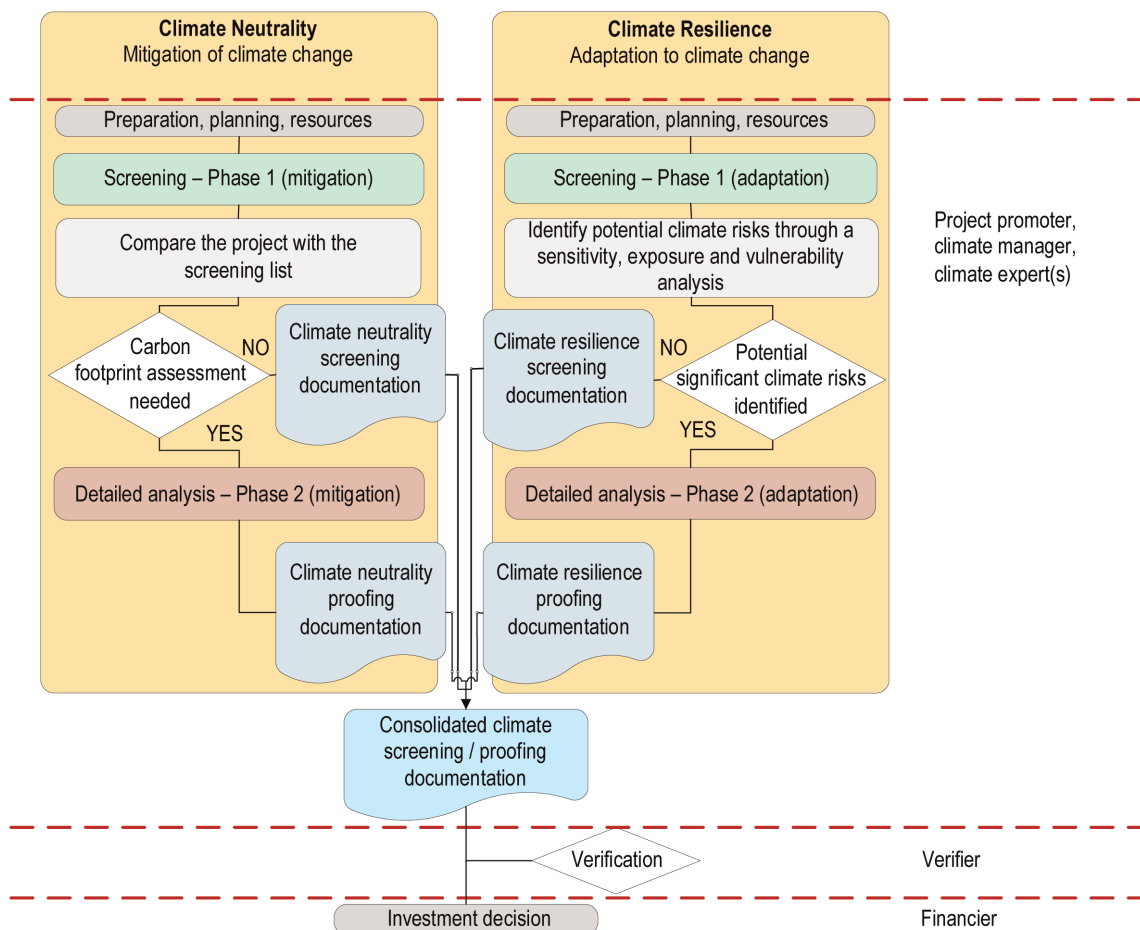 Climate Neutrality
Mitigation of climate change
Preparation, planning, resources
Screening – Phase 1 (mitigation)
Compare the project with the
screening list
Carbon
footprint assessment
needed
NO
Climate neutrality
screening
documentation
YES
Detailed analysis – Phase 2 (mitigation)
Climate neutrality
proofing
documentation
Climate Resilience
Adaptation to climate change
Preparation, planning, resources
Screening – Phase 1 (adaptation)
Identify potential climate risks through a
sensitivity, exposure and vulnerability
analysis
Climate resilience
screening
documentation
NO
Potential
significant climate risks
identified
YES
Detailed analysis – Phase 2 (adaptation)
Climate resilience
proofing
documentation
Project promoter,
climate manager,
climate expert(s)
Consolidated climate
screening / proofing
documentation
Verification
Verifier
Investment decision
Financier